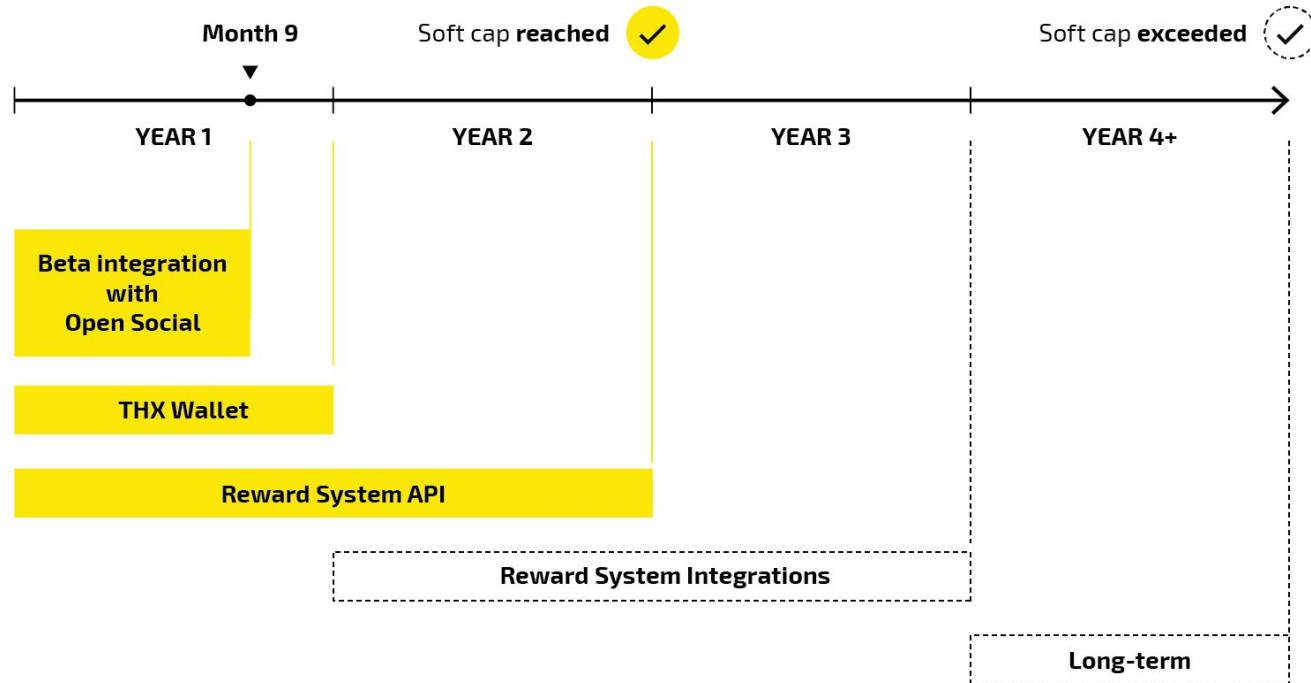 Month 9
Soft cap reached
Soft cap exceeded
YEAR 1
YEAR 2
YEAR 3
YEAR 4+
Beta integration
with
Open Social
THX Wallet
Reward System API
Reward System Integrations
Long-term